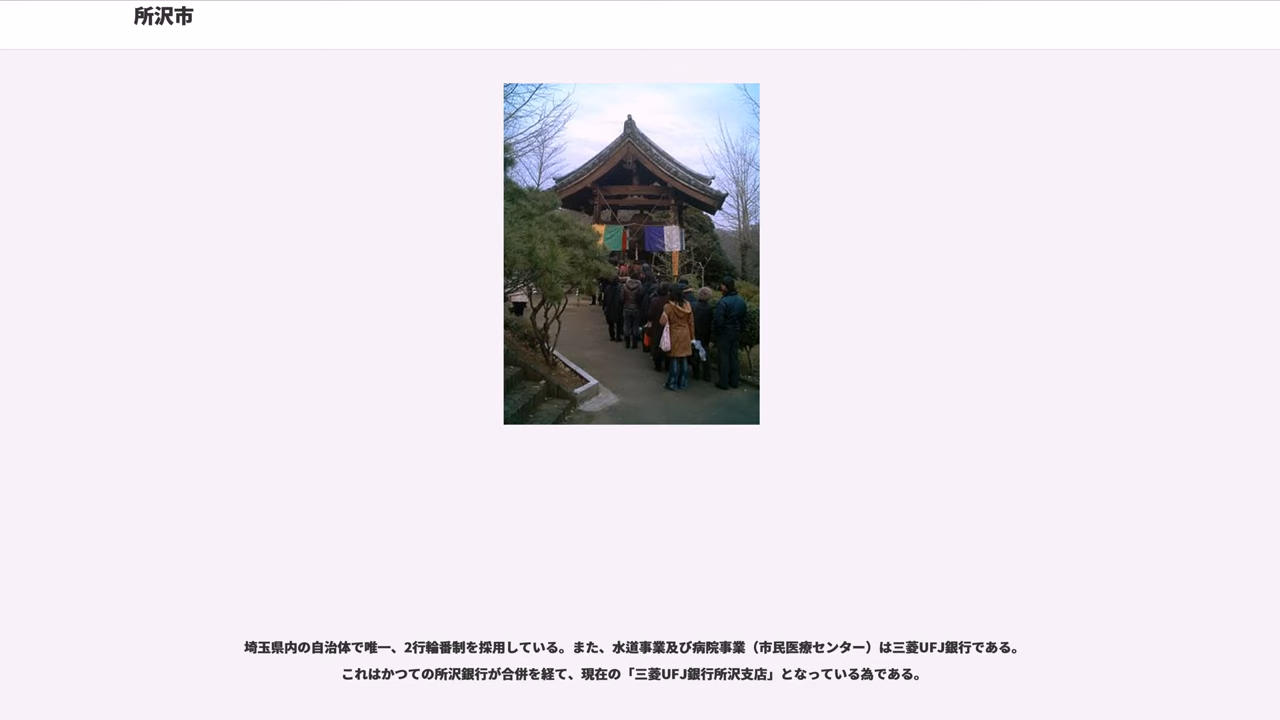 所沢市
埼玉県内の自治体で唯一、2行輪番制を採用している。また、水道事業及び病院事業（市民医療センター）は三菱UFJ銀行である。
これはかつての所沢銀行が合併を経て、現在の「三菱UFJ銀行所沢支店」となっている為である。